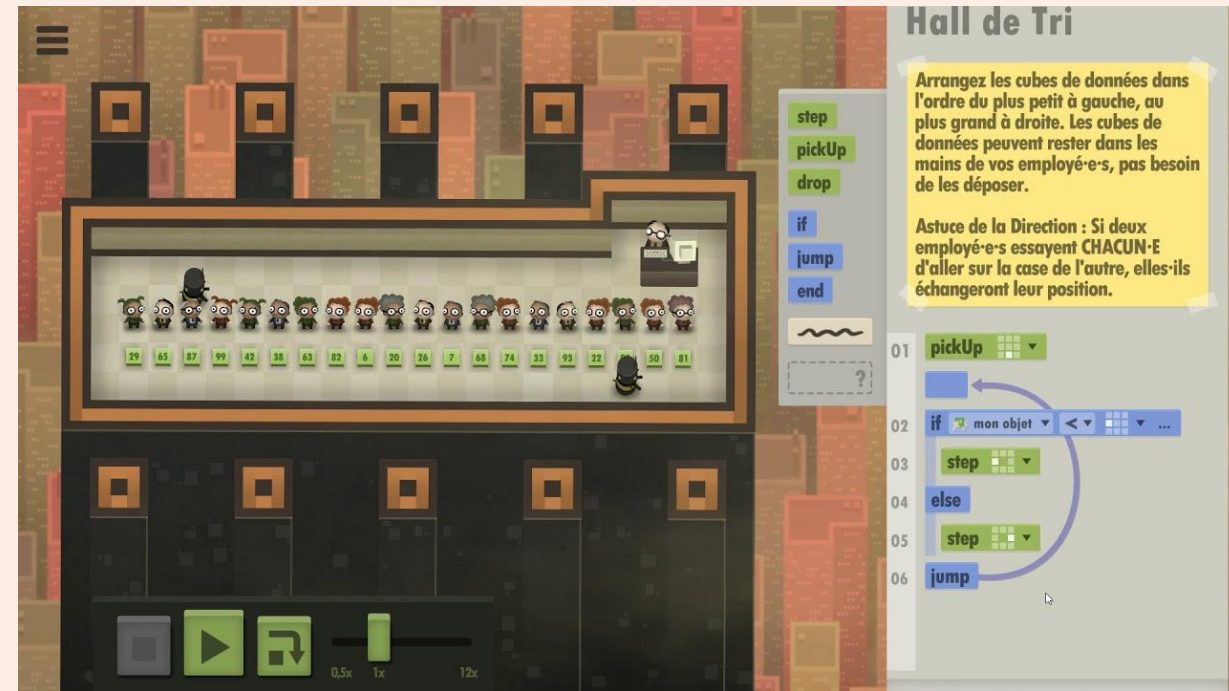 Hall de Tri
Arrangez les cubes de données dans
l'ordre du plus petit à gauche, au
plus grand à droite. Les cubes de
données peuvent rester dans les
mains de vos employé·e·s, pas besoin
de les déposer.
Astuce de la Direction : Si deux
employé·e·s essayent CHACUN·E
d'aller sur la case de l'autre, elles·ils
échangeront leur position.
step
pickUp
drop
if
jump
end
?
01 pickUp
02 if mon objet < ...
03 step
04 else
05 step
06 jump
29 65 87 99 42 38 63 82 6 20 26 7 68 74 33 93 22 50 81
0,5x 1x 12x